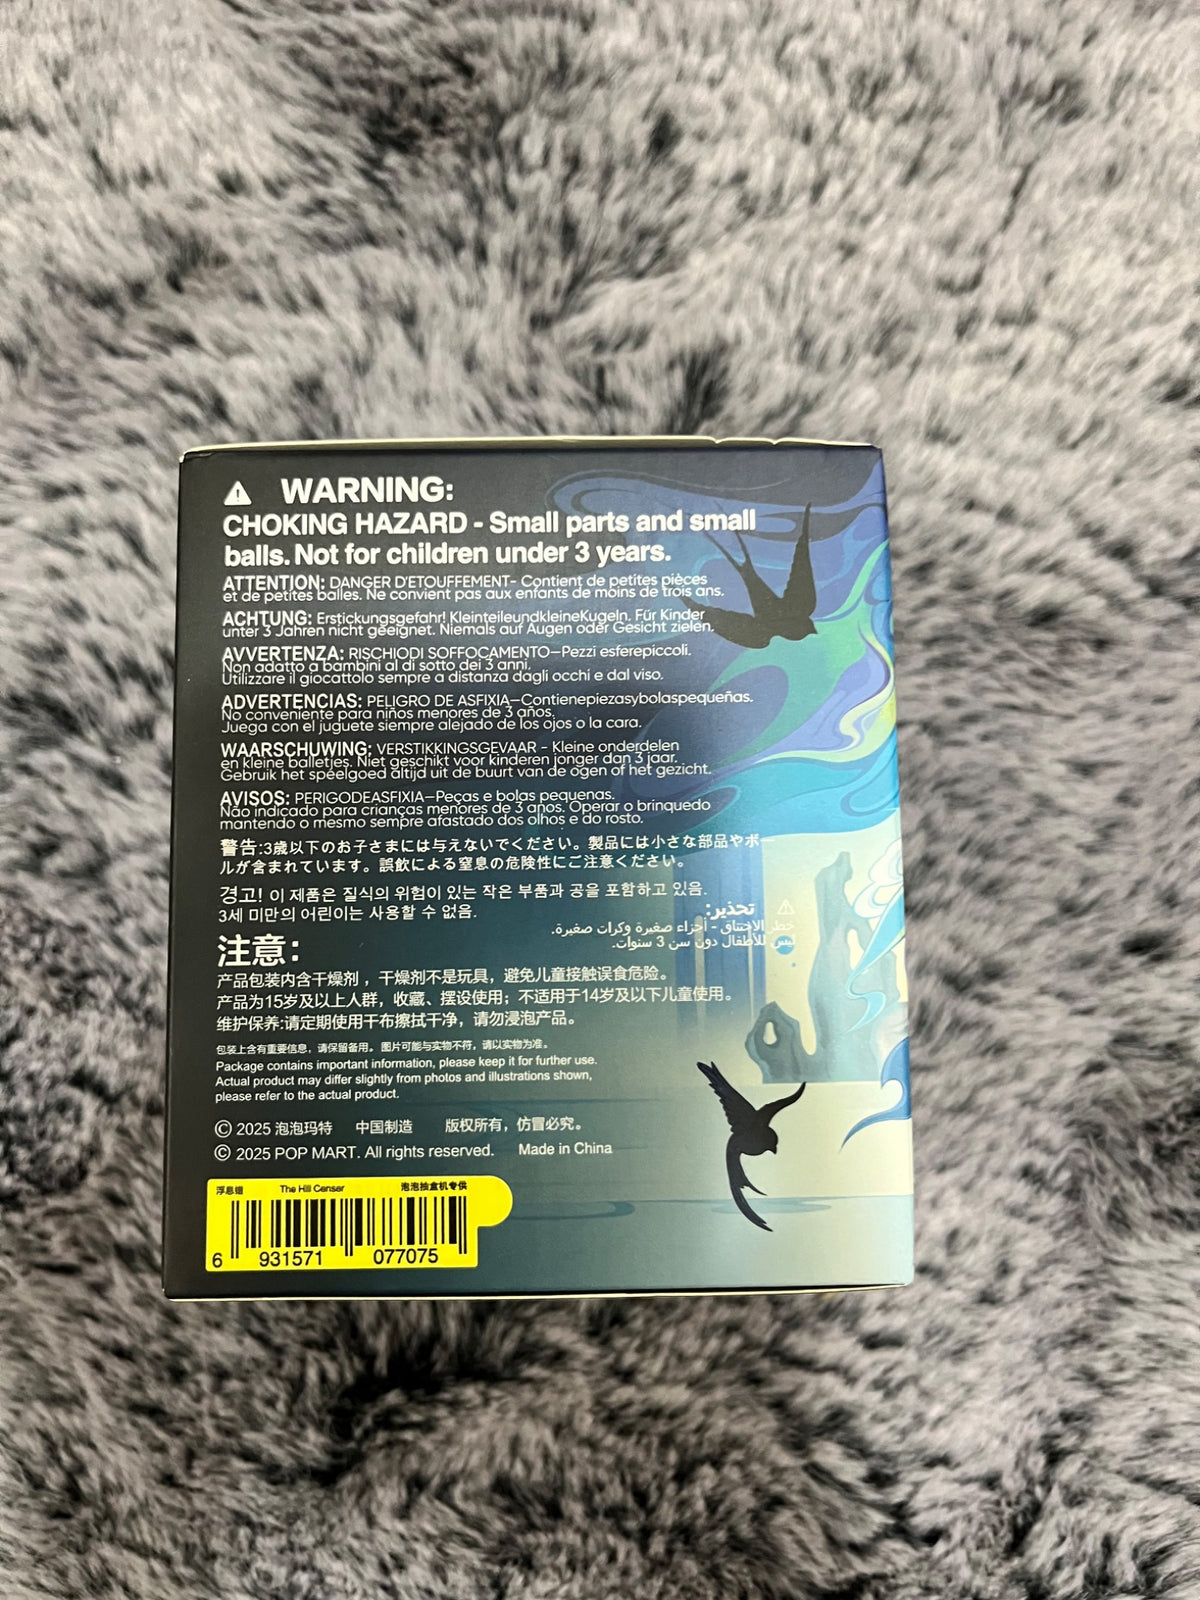 WARNING:
CHOKING HAZARD - Small parts and small
balls. Not for children under 3 years.
ATTENTION: DANGER D'ETOUFFEMENT- Contient de petites pièces
et de petites balles. Ne convient pas aux enfants de moins de trois ans.
ACHTUNG: Erstickungsgefahr! KleinteileundkleineKugeln. Für Kinder
unter 3 Jahren nicht geeignet. Niemals auf Augen oder Gesicht zielen.
AVVERTENZA: RISCHIODI SOFFOCAMENTO—Pezzi esferepiccoli.
Non adatto a bambini al di sotto dei 3 anni.
Utilizzare il giocattolo sempre a distanza dagli occhi e dal viso.
ADVERTENCIAS: PELIGRO DE ASFIXIA—Contienepiezasybolaspequeñas.
No conveniente para niños menores de 3 años.
Juega con el juguete siempre alejado de los ojos o la cara.
WAARSCHUWING: VERSTIKKINGSGEVAAR - Kleine onderdelen
en kleine balletjes. Niet geschikt voor kinderen jonger dan 3 jaar.
Gebruik het speelgoed altijd uit de buurt van de ogen of het gezicht.
AVISOS: PERIGODEASFIXIA—Peças e bolas pequenas.
Não indicado para crianças menores de 3 anos. Operar o brinquedo
mantendo o mesmo sempre afastado dos olhos e do rosto.
警告:3歳以下のお子さまには与えないでください。製品には小さな部品やボー
ルが含まれています。誤飲による窒息の危険性にご注意ください。
경고! 이 제품은 질식의 위험이 있는 작은 부품과 공을 포함하고 있음.
3세 미만의 어린이는 사용할 수 없음.
تحذير:
خطر الاختناق - أجزاء صغيرة وكرات صغيرة.
ليس للأطفال دون سن 3 سنوات.
注意:
产品包装内含干燥剂，干燥剂不是玩具，避免儿童接触误食危险。
产品为15岁及以上人群，收藏、摆设使用；不适用于14岁及以下儿童使用。
维护保养:请定期使用干布擦拭干净，请勿浸泡产品。
包装上含有重要信息，请保留备用。图片可能与实物不符，请以实物为准。
Package contains important information, please keep it for further use.
Actual product may differ slightly from photos and illustrations shown,
please refer to the actual product.
© 2025 泡泡玛特 中国制造 版权所有，仿冒必究。
© 2025 POP MART. All rights reserved. Made in China
浮息镏 The Hill Censer 泡泡抽盒机专供
6 931571 077075